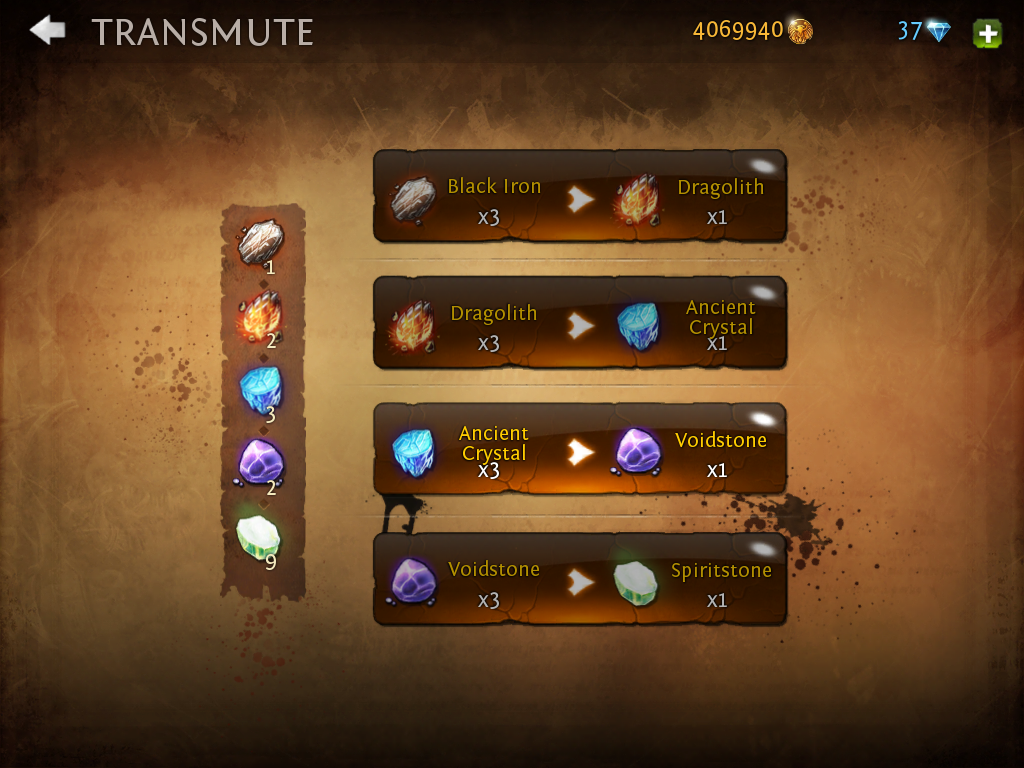 TRANSMUTE
4069940
37
1
2
3
2
9
Black Iron
x3
Dragolith
x1
Dragolith
x3
Ancient
Crystal
x1
Ancient
Crystal
x3
Voidstone
x1
Voidstone
x3
Spiritstone
x1